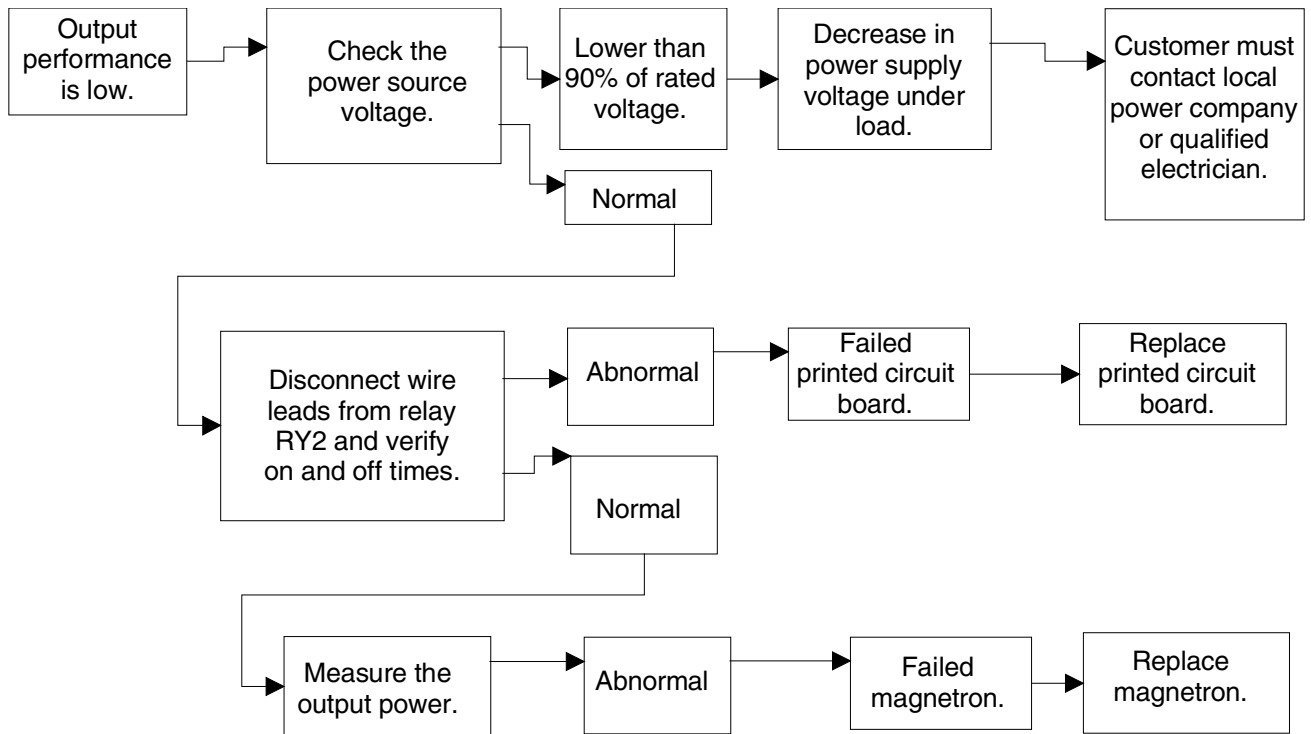 Output
performance
is low.
Check the
power source
voltage.
Lower than
90% of rated
voltage.
Decrease in
power supply
voltage under
load.
Customer must
contact local
power company
or qualified
electrician.
Normal
Disconnect wire
leads from relay
RY2 and verify
on and off times.
Abnormal
Failed
printed circuit
board.
Replace
printed circuit
board.
Normal
Measure the
output power.
Abnormal
Failed
magnetron.
Replace
magnetron.